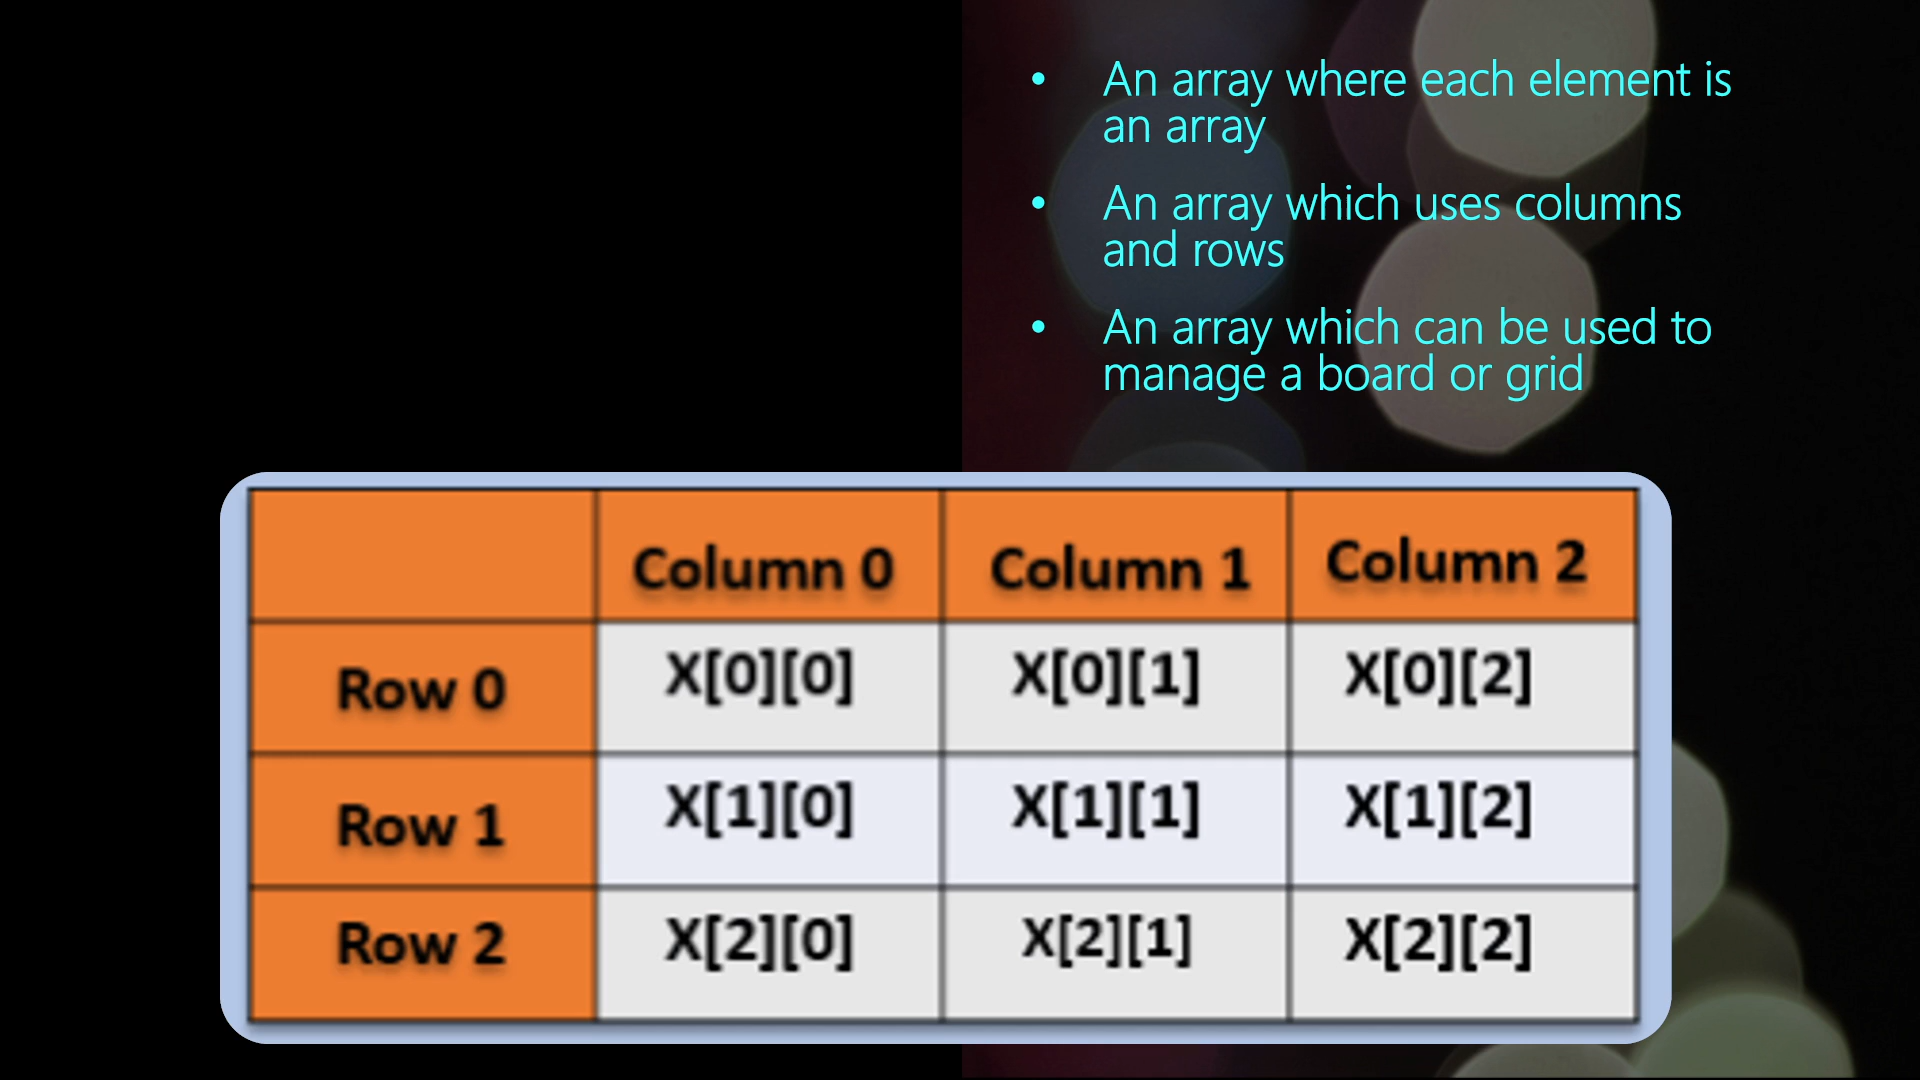 • An array where each element is
an array
• An array which uses columns
and rows
• An array which can be used to
manage a board or grid
Column 0 Column 1 Column 2
Row 0 X[0][0] X[0][1] X[0][2]
Row 1 X[1][0] X[1][1] X[1][2]
Row 2 X[2][0] X[2][1] X[2][2]